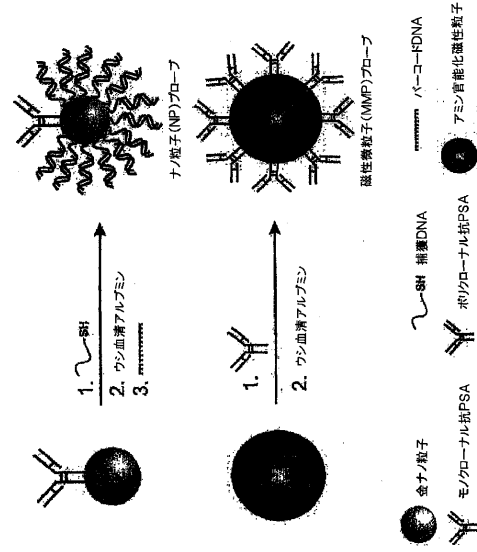 1. SH
2. ウシ血清アルブミン
3.
ナノ粒子(NP)プローブ
1.
2. ウシ血清アルブミン
磁性微粒子(MMP)プローブ
金ナノ粒子
SH 捕獲DNA
バーコードDNA
モノクローナル抗PSA
ポリクローナル抗PSA
アミン官能化磁性粒子